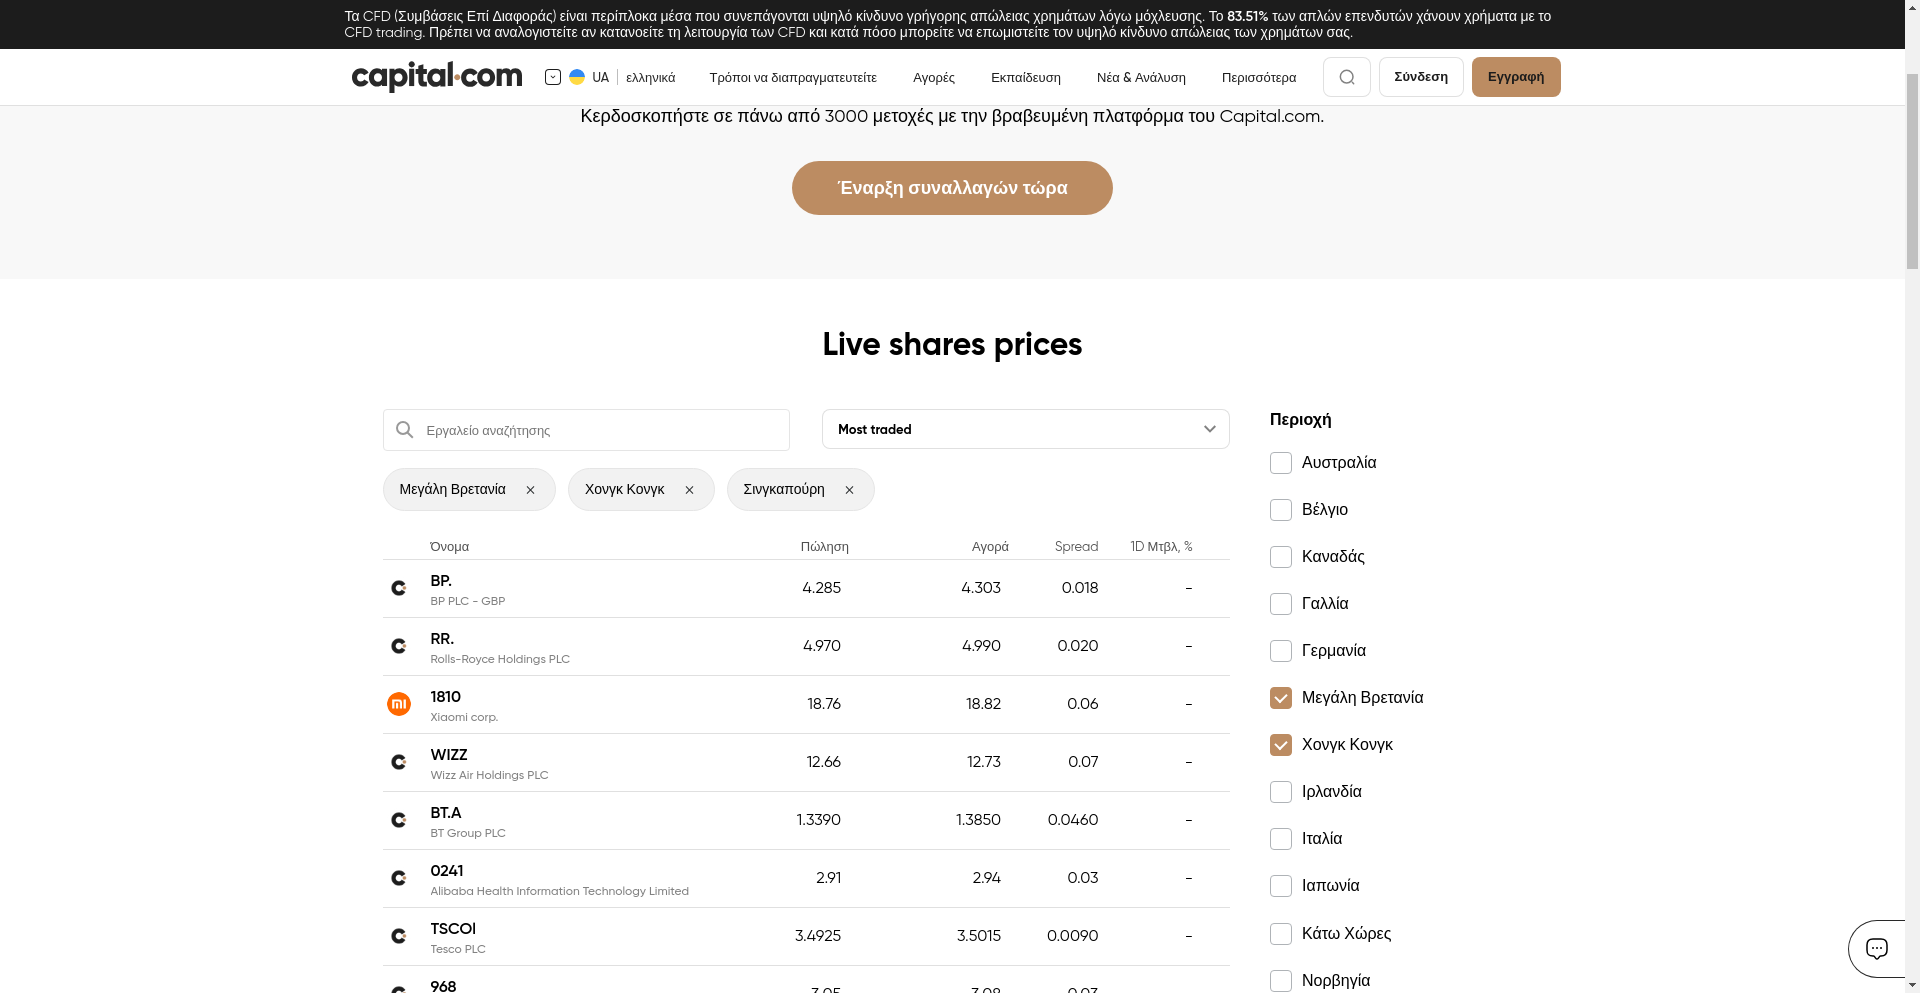 Τα CFD (Συμβάσεις Επί Διαφοράς) είναι περίπλοκα μέσα που συνεπάγονται υψηλό κίνδυνο γρήγορης απώλειας χρημάτων λόγω μόχλευσης. Το 83.51% των απλών επενδυτών χάνουν χρήματα με το
CFD trading. Πρέπει να αναλογιστείτε αν κατανοείτε τη λειτουργία των CFD και κατά πόσο μπορείτε να επωμιστείτε τον υψηλό κίνδυνο απώλειας των χρημάτων σας.
capital.com UA ελληνικά Τρόποι να διαπραγματευτείτε Αγορές Εκπαίδευση Νέα & Ανάλυση Περισσότερα Σύνδεση Εγγραφή
Κερδοσκοπήστε σε πάνω από 3000 μετοχές με την βραβευμένη πλατφόρμα του Capital.com.
Έναρξη συναλλαγών τώρα
Live shares prices
Εργαλείο αναζήτησης
Most traded
Μεγάλη Βρετανία
Χονγκ Κονγκ
Σινγκαπούρη
Όνομα Πώληση Αγορά Spread 1D Μτβλ, %
BP. 4.285 4.303 0.018 -
BP PLC - GBP
RR. 4.970 4.990 0.020 -
Rolls-Royce Holdings PLC
1810 18.76 18.82 0.06 -
Xiaomi corp.
WIZZ 12.66 12.73 0.07 -
Wizz Air Holdings PLC
BT.A 1.3390 1.3850 0.0460 -
BT Group PLC
0241 2.91 2.94 0.03 -
Alibaba Health Information Technology Limited
TSCOl 3.4925 3.5015 0.0090 -
Tesco PLC
968 3.05 3.08 0.03
Περιοχή
Αυστραλία
Βέλγιο
Καναδάς
Γαλλία
Γερμανία
Μεγάλη Βρετανία
Χονγκ Κονγκ
Ιρλανδία
Ιταλία
Ιαπωνία
Κάτω Χώρες
Νορβηγία